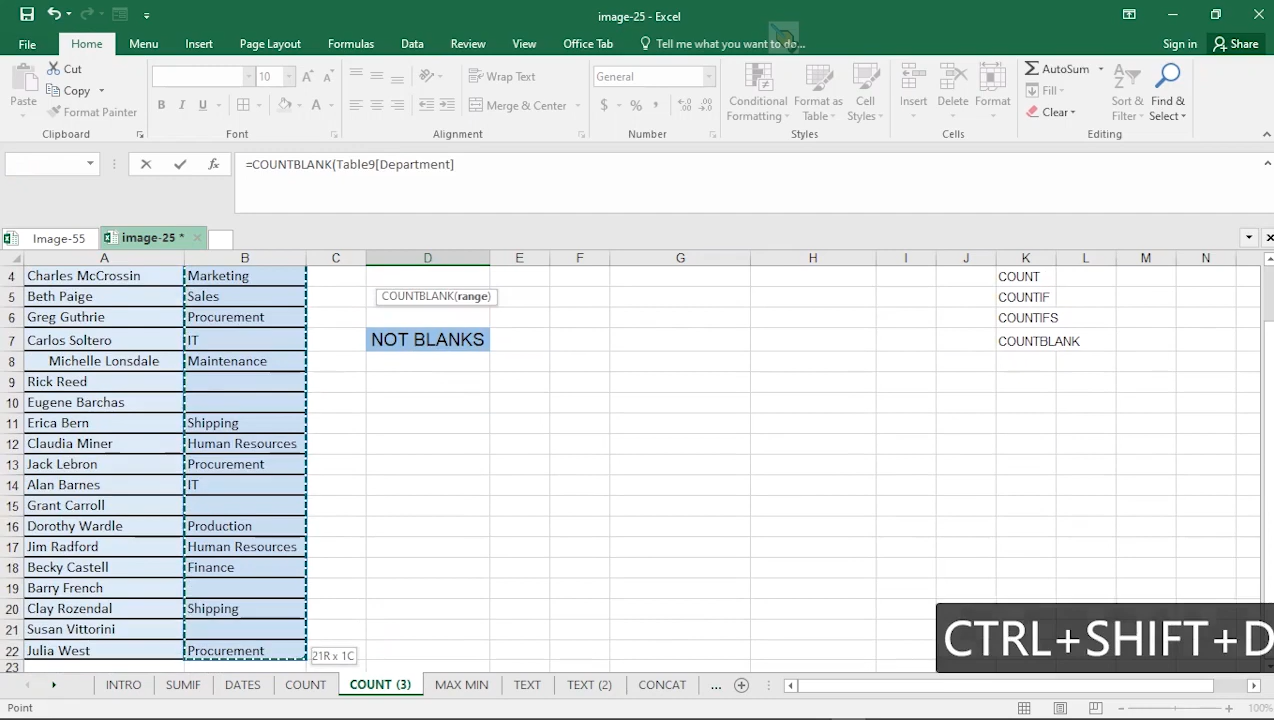 image-25 - Excel
File Home Menu Insert Page Layout Formulas Data Review View Office Tab Tell me what you want to do... Sign in Share
Paste Cut Copy Format Painter Clipboard
10 B I U A A A Font
Wrap Text Merge & Center Alignment
General $ % , Number
Conditional Formatting Format as Table Cell Styles Styles
Insert Delete Format Cells
AutoSum Fill Clear Sort & Filter Find & Select Editing
fx =COUNTBLANK(Table9[Department]
Image-55 image-25 *
A B C D E F G H I J K L M N
4 Charles McCrossin Marketing COUNT
5 Beth Paige Sales COUNTBLANK(range) COUNTIF
6 Greg Guthrie Procurement COUNTIFS
7 Carlos Soltero IT NOT BLANKS COUNTBLANK
8 Michelle Lonsdale Maintenance
9 Rick Reed
10 Eugene Barchas
11 Erica Bern Shipping
12 Claudia Miner Human Resources
13 Jack Lebron Procurement
14 Alan Barnes IT
15 Grant Carroll
16 Dorothy Wardle Production
17 Jim Radford Human Resources
18 Becky Castell Finance
19 Barry French
20 Clay Rozendal Shipping
21 Susan Vittorini
22 Julia West Procurement 21R x 1C
23
CTRL+SHIFT+D
INTRO SUMIF DATES COUNT COUNT (3) MAX MIN TEXT TEXT (2) CONCAT ...
Point 100%